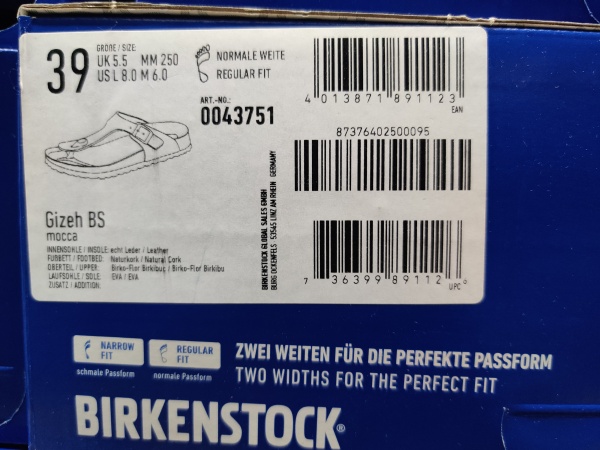 39
GRÖßE / SIZE:
UK 5.5 MM 250
US L 8.0 M 6.0
NORMALE WEITE
REGULAR FIT
ART.-NO.:
0043751
4 013871 891123
EAN
87376402500095
7 36399 89112
UPC
BIRKENSTOCK GLOBAL SALES GMBH
BURG OCKENFELS 53545 LINZ AM RHEIN GERMANY
Gizeh BS
mocca
INNENSOHLE / INSOLE: echt Leder / Leather
FUßBETT / FOOTBED: Naturkork / Natural Cork
OBERTEIL / UPPER: Birko-Flor Birkibuc / Birko-Flor Birkibu
LAUFSOHLE / SOLE: EVA / EVA
ZUSATZ / ADDITION:
NARROW FIT
schmale Passform
REGULAR FIT
normale Passform
ZWEI WEITEN FÜR DIE PERFEKTE PASSFORM
TWO WIDTHS FOR THE PERFECT FIT
BIRKENSTOCK®